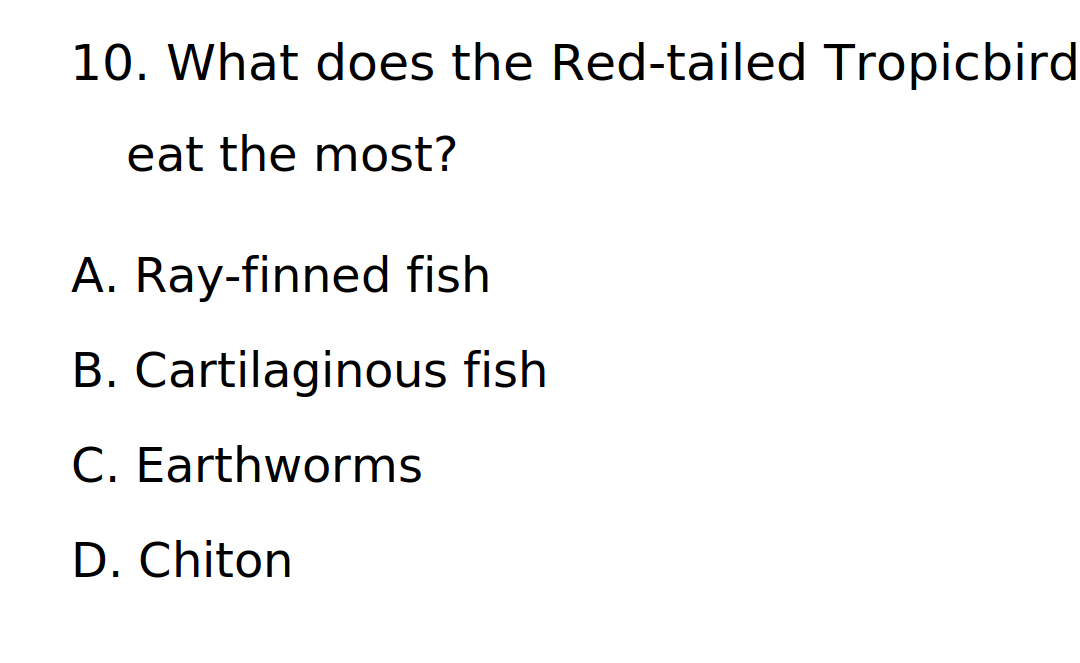 10. What does the Red-tailed Tropicbird
eat the most?
A. Ray-finned fish
B. Cartilaginous fish
C. Earthworms
D. Chiton